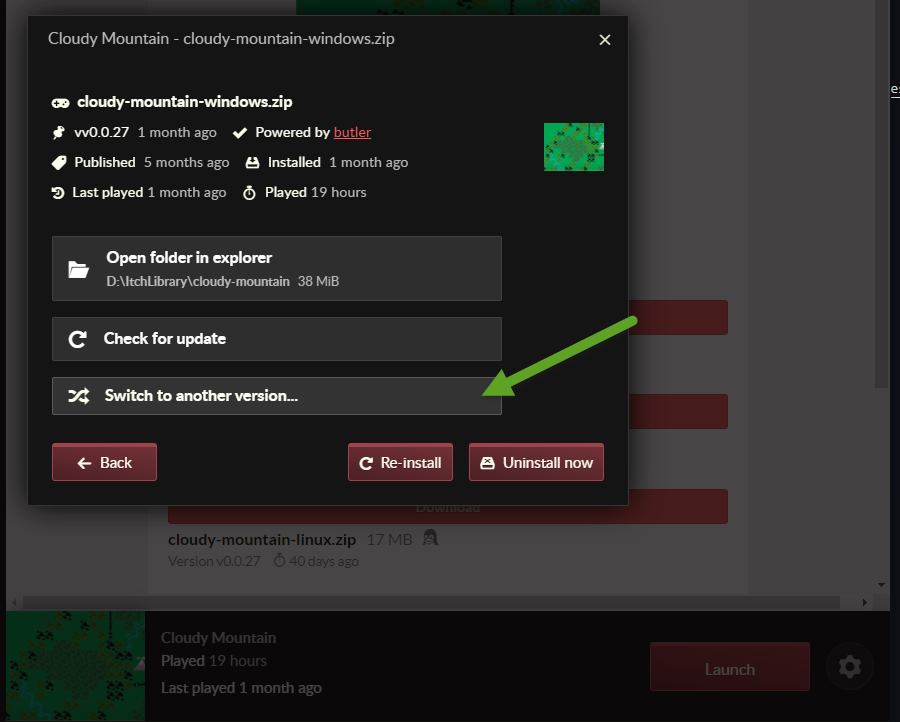 Cloudy Mountain - cloudy-mountain-windows.zip
cloudy-mountain-windows.zip
vv0.0.27 1 month ago Powered by butler
Published 5 months ago Installed 1 month ago
Last played 1 month ago Played 19 hours
Open folder in explorer
D:\ItchLibrary\cloudy-mountain 38 MiB
Check for update
Switch to another version...
Back Re-install Uninstall now
Download
cloudy-mountain-linux.zip 17 MB
Version v0.0.27 40 days ago
Cloudy Mountain
Played 19 hours
Last played 1 month ago
Launch